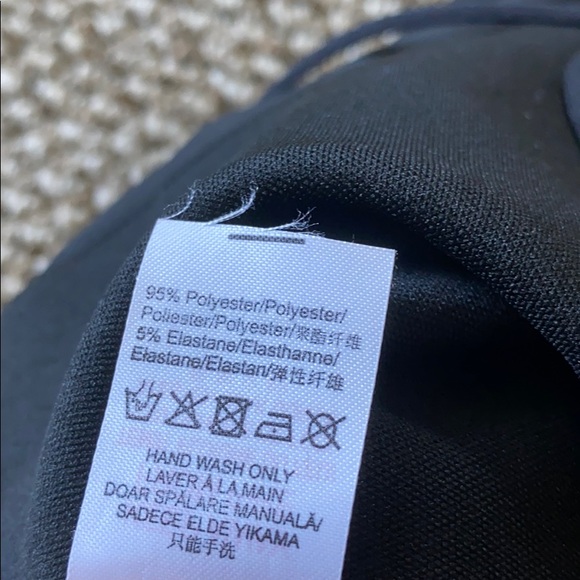 95% Polyester/Polyester/
Poliester/Polyester/聚酯纤维
5% Elastane/Elasthanne/
Elastane/Elastan/弹性纤维
HAND WASH ONLY
LAVER À LA MAIN
DOAR SPĂLARE MANUALĂ/
SADECE ELDE YIKAMA
只能手洗